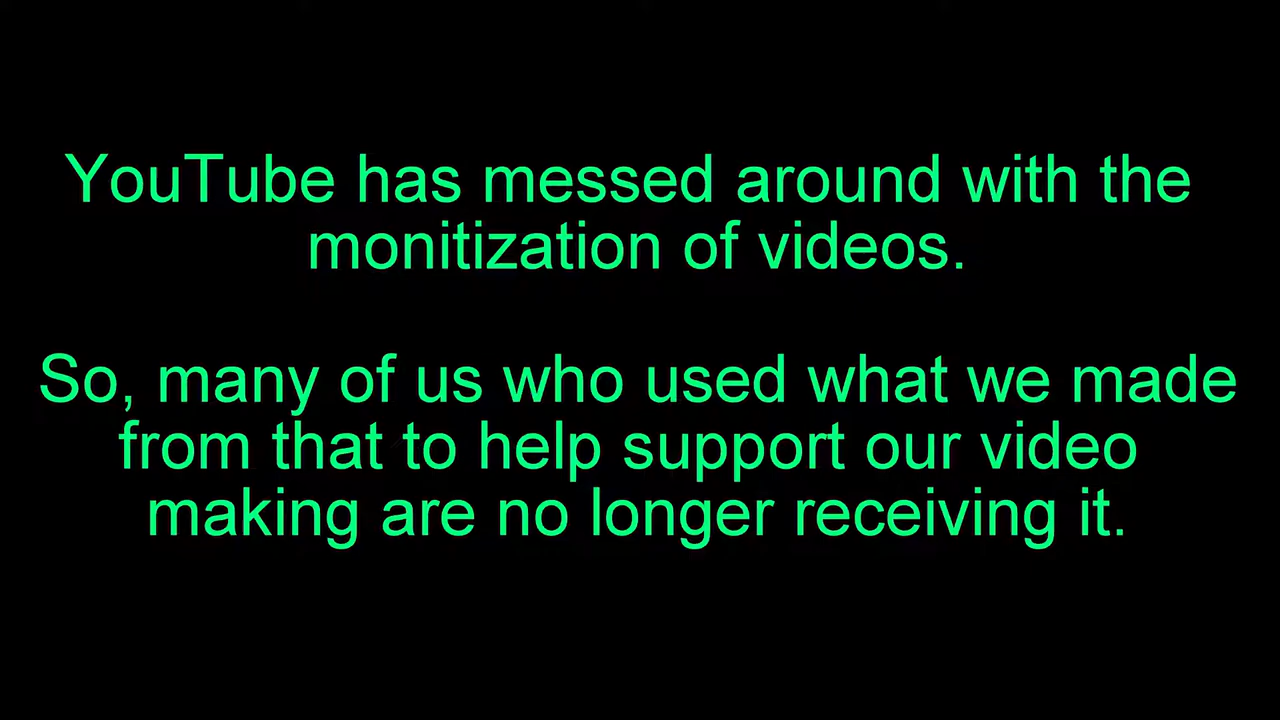 YouTube has messed around with the
monitization of videos.
So, many of us who used what we made
from that to help support our video
making are no longer receiving it.